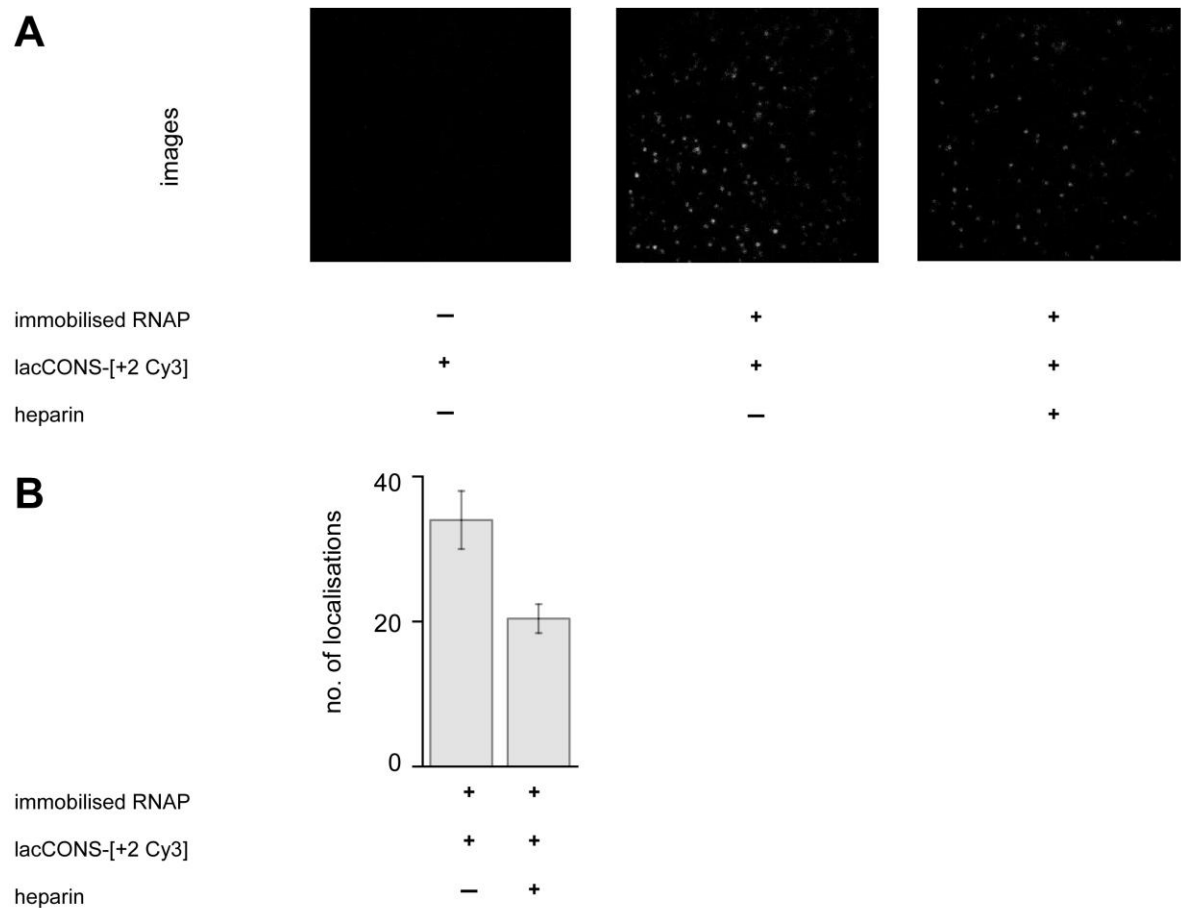 A
images
immobilised RNAP — + +
lacCONS-[+2 Cy3] + + +
heparin — — +
B
40
20
0
no. of localisations
immobilised RNAP + +
lacCONS-[+2 Cy3] + +
heparin — +